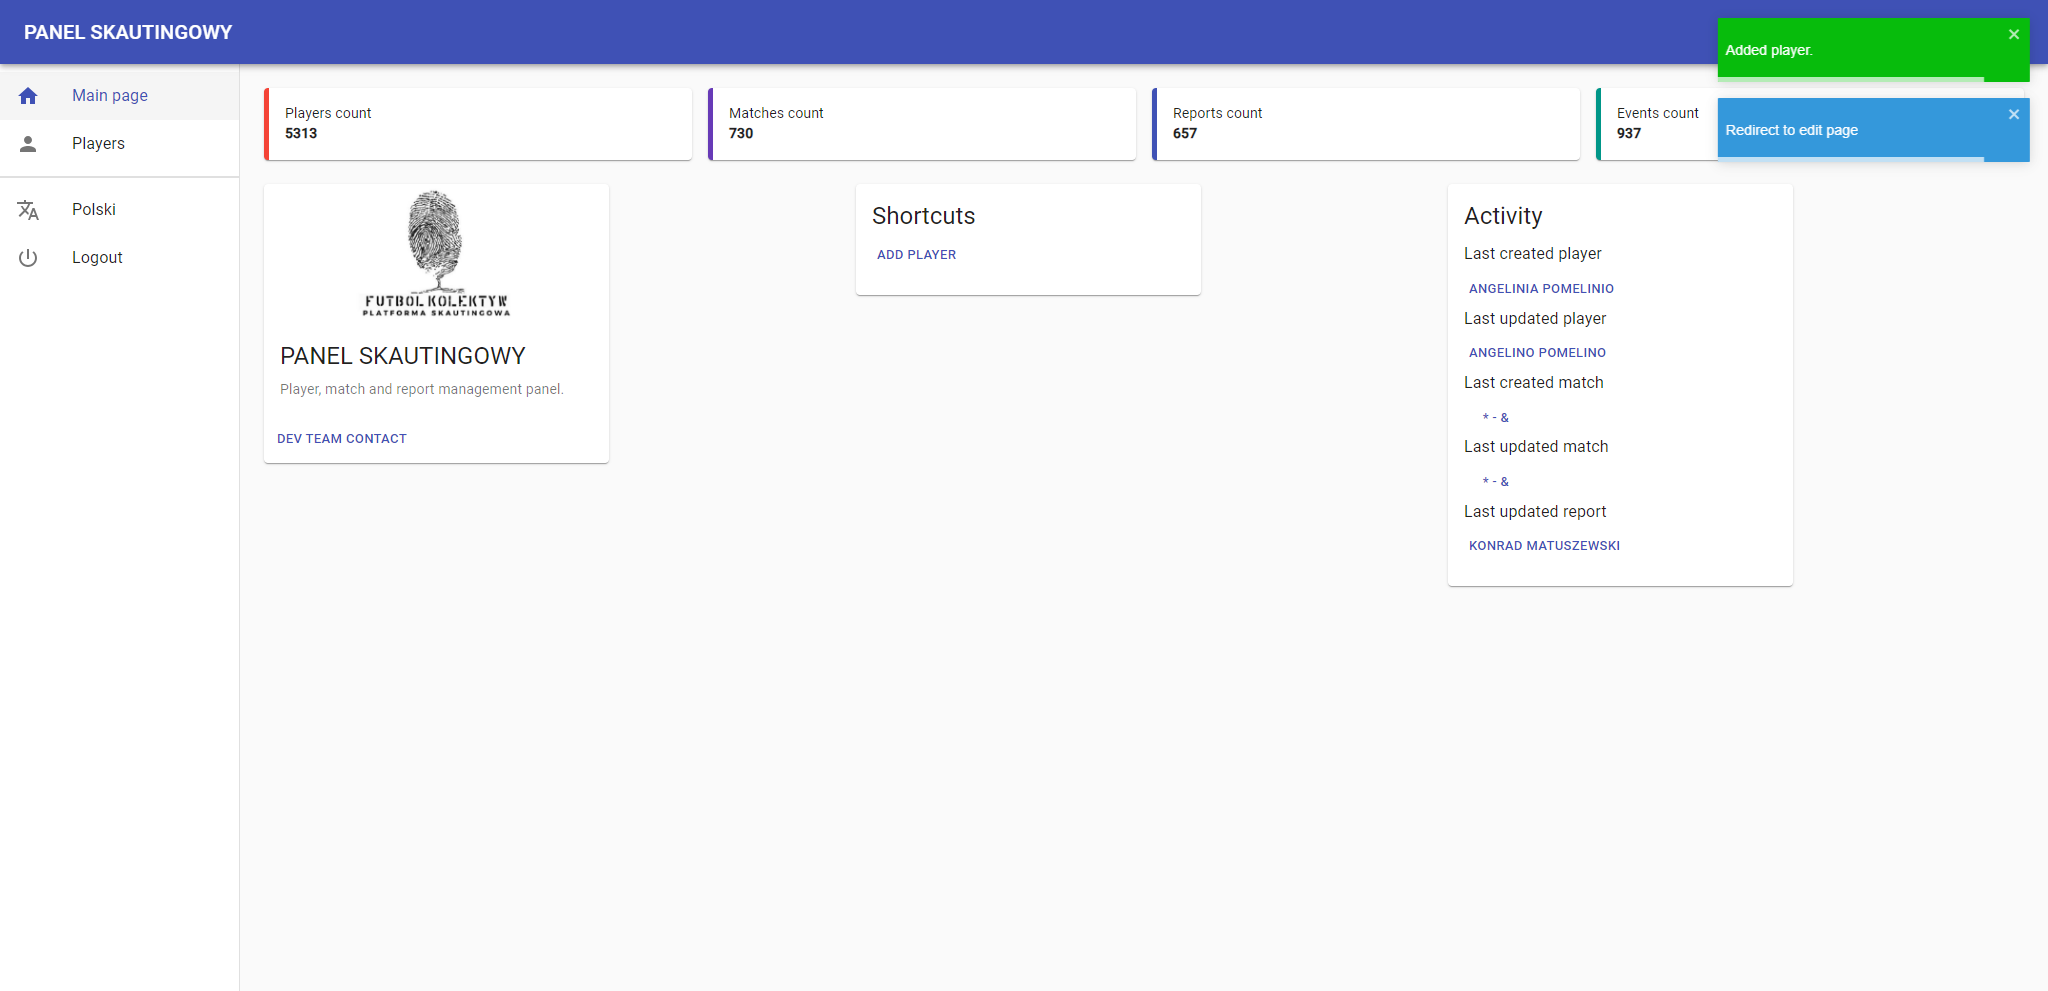 PANEL SKAUTINGOWY
Added player.
Redirect to edit page
Main page
Players
Polski
Logout
Players count
5313
Matches count
730
Reports count
657
Events count
937
FUTBOL KOLEKTYW
PLATFORMA SKAUTINGOWA
PANEL SKAUTINGOWY
Player, match and report management panel.
DEV TEAM CONTACT
Shortcuts
ADD PLAYER
Activity
Last created player
ANGELINIA POMELINIO
Last updated player
ANGELINO POMELINO
Last created match
* - &
Last updated match
* - &
Last updated report
KONRAD MATUSZEWSKI